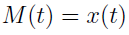 M(t) = x(t)